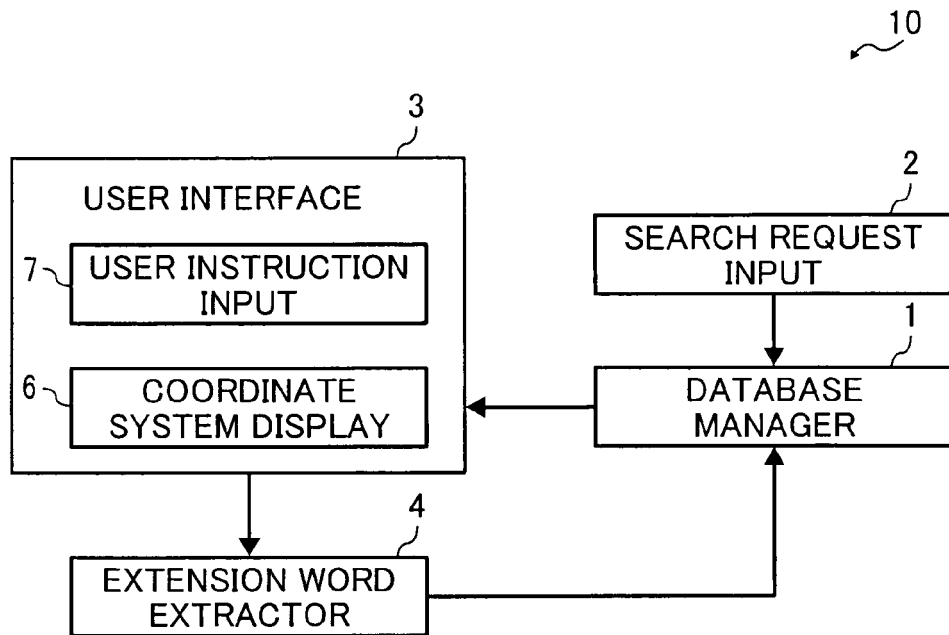 10
3
USER INTERFACE
7
USER INSTRUCTION
INPUT
6
COORDINATE
SYSTEM DISPLAY
2
SEARCH REQUEST
INPUT
1
DATABASE
MANAGER
4
EXTENSION WORD
EXTRACTOR